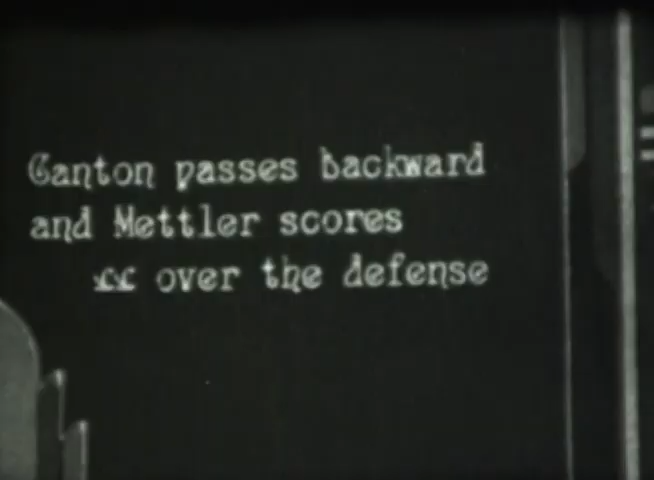 Canton passes backward
and Mettler scores
over the defense